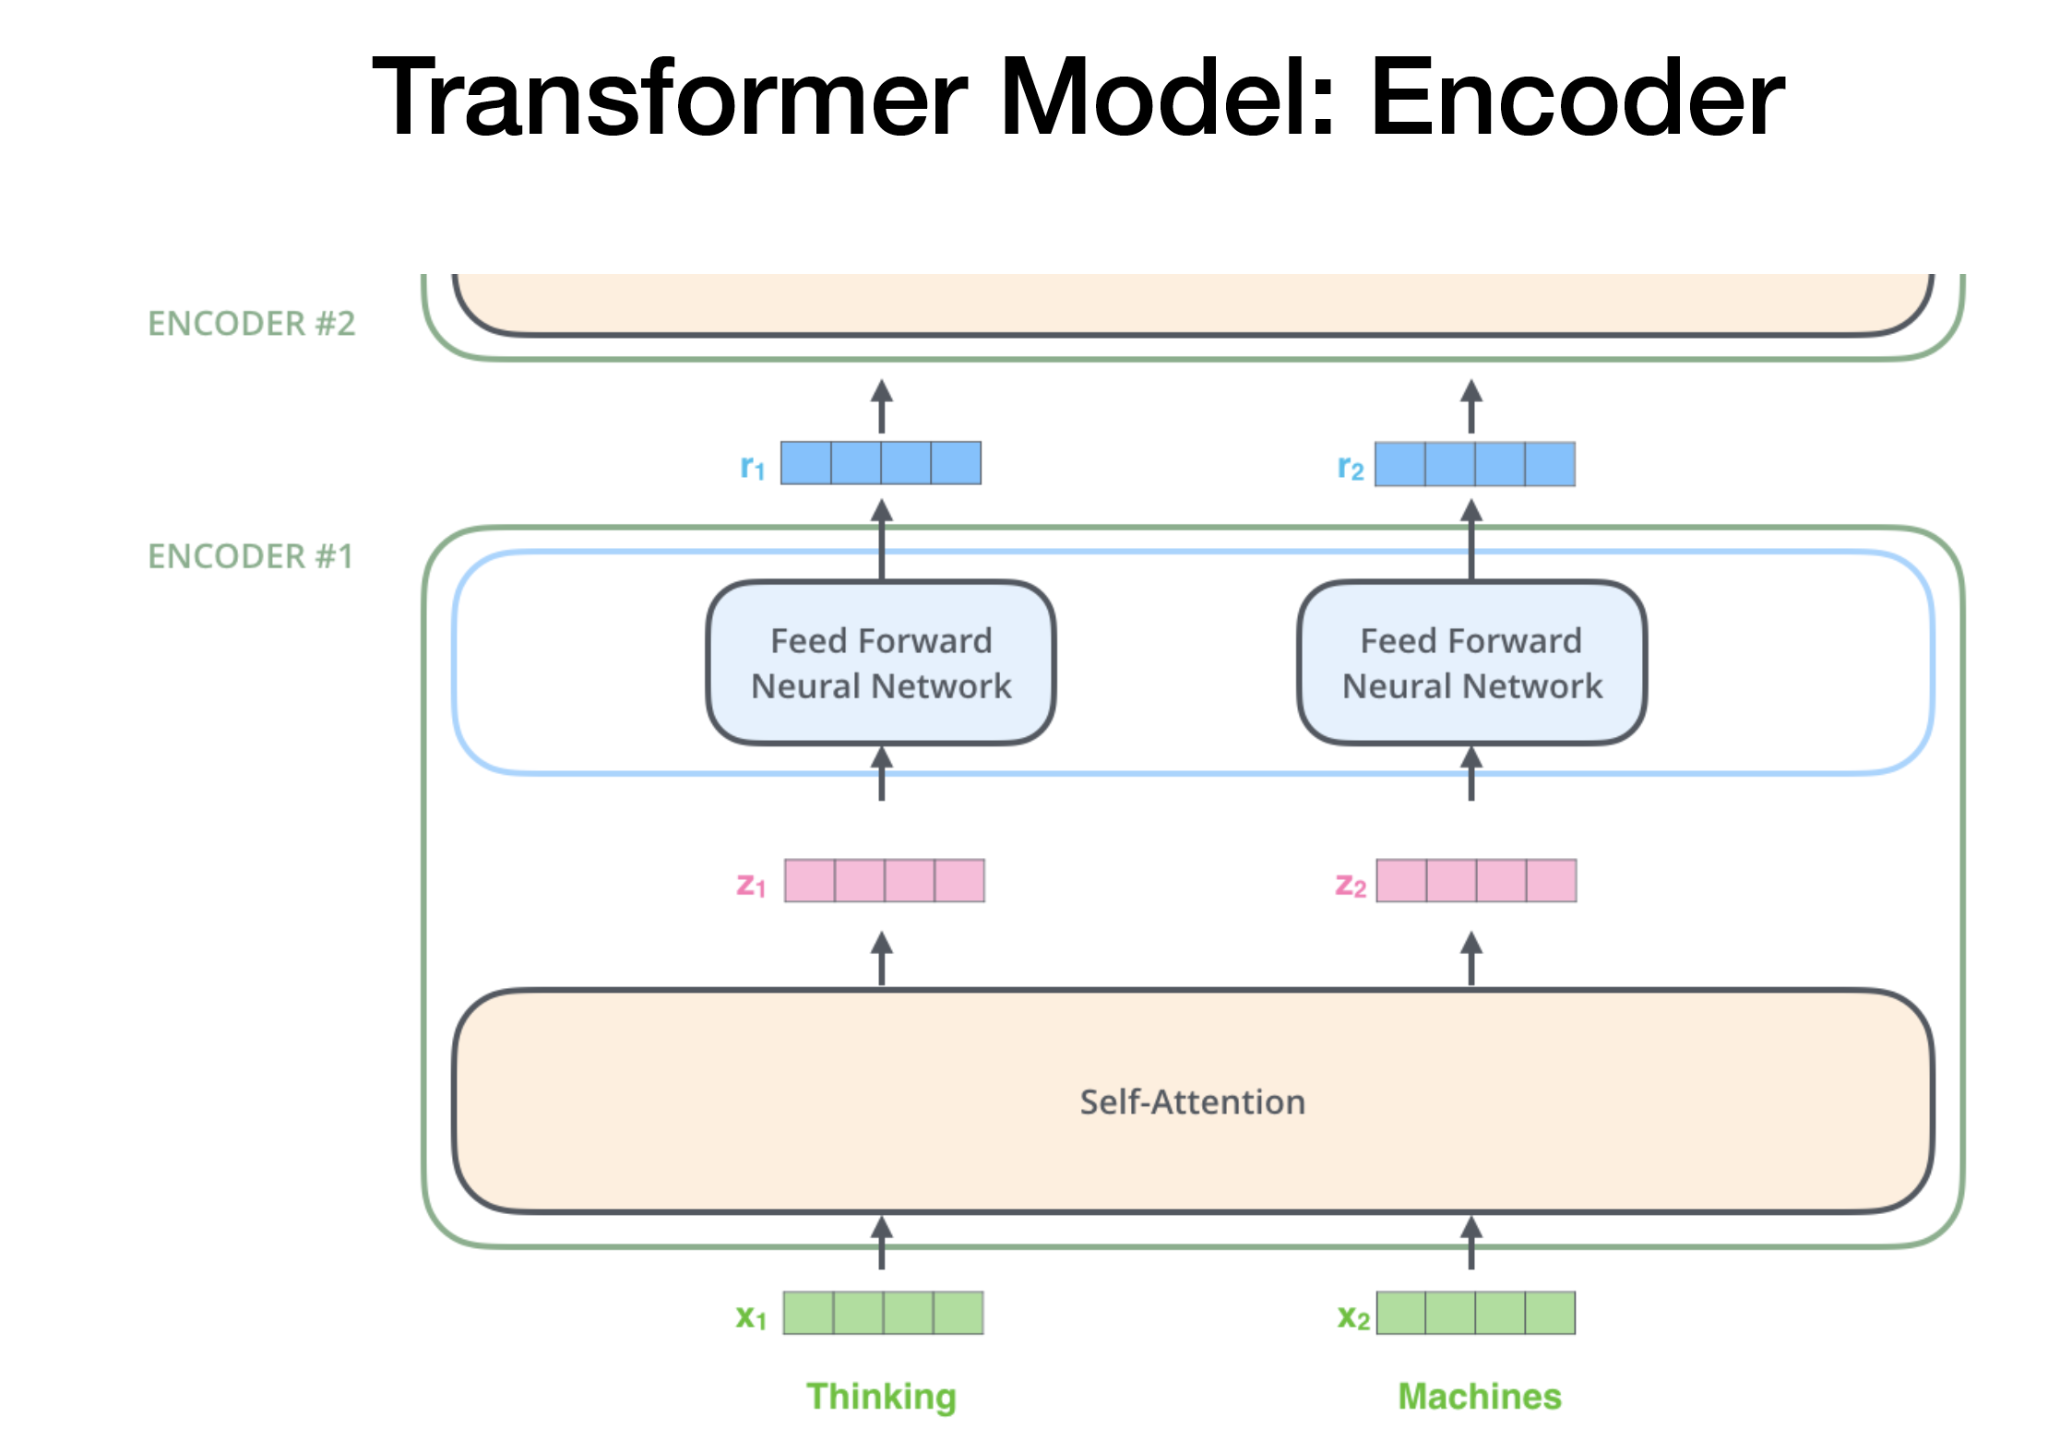 Transformer Model: Encoder
ENCODER #2
r₁
r₂
ENCODER #1
Feed Forward
Neural Network
Feed Forward
Neural Network
z₁
z₂
Self-Attention
x₁
x₂
Thinking
Machines